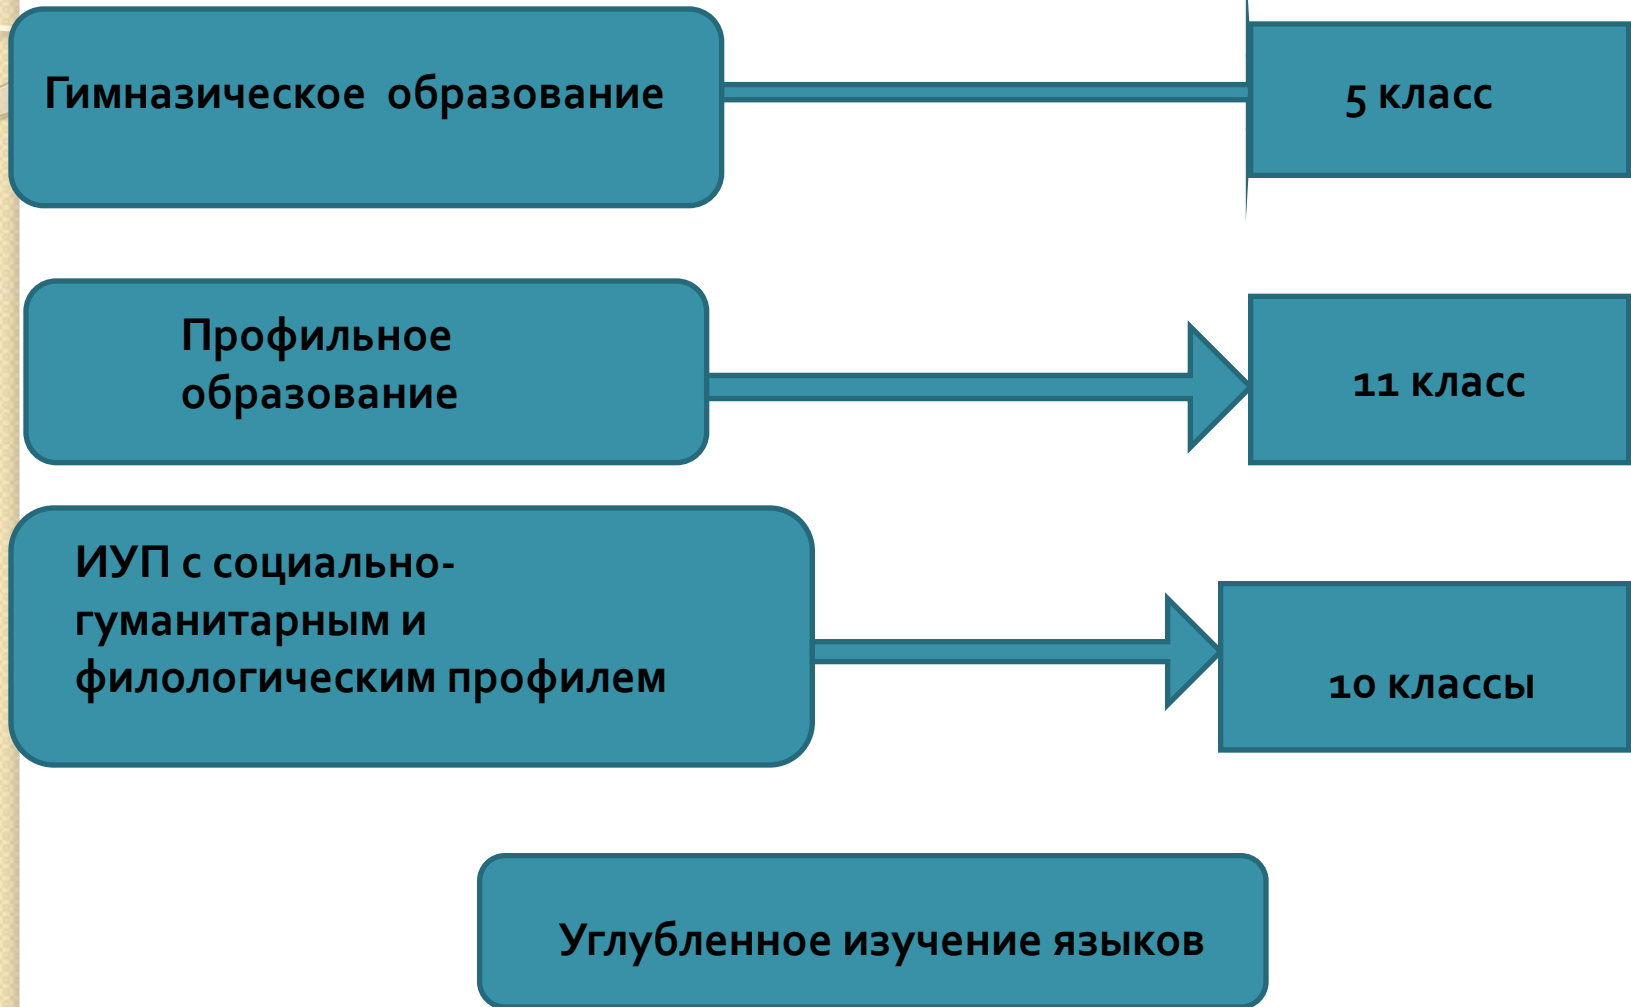 Гимназическое образование
5 класс
Профильное
образование
11 класс
ИУП с социально-
гуманитарным и
филологическим профилем
10 классы
Углубленное изучение языков